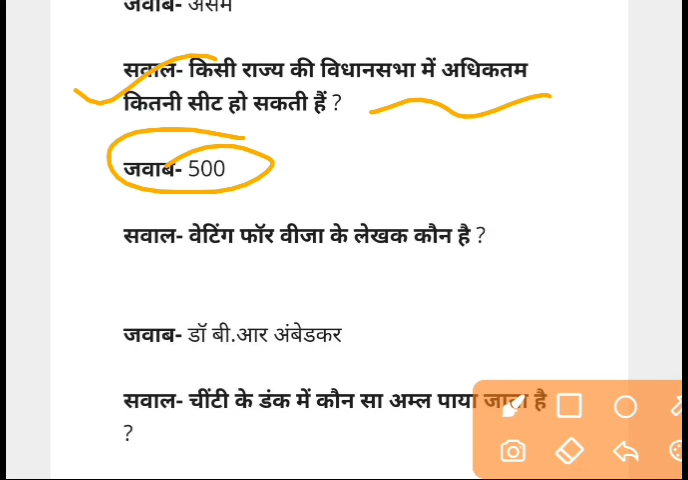 जवाब- असम
सवाल- किसी राज्य की विधानसभा में अधिकतम
कितनी सीट हो सकती हैं ?
जवाब- 500
सवाल- वेटिंग फॉर वीजा के लेखक कौन है ?
जवाब- डॉ बी.आर अंबेडकर
सवाल- चींटी के डंक में कौन सा अम्ल पाया जाता है
?